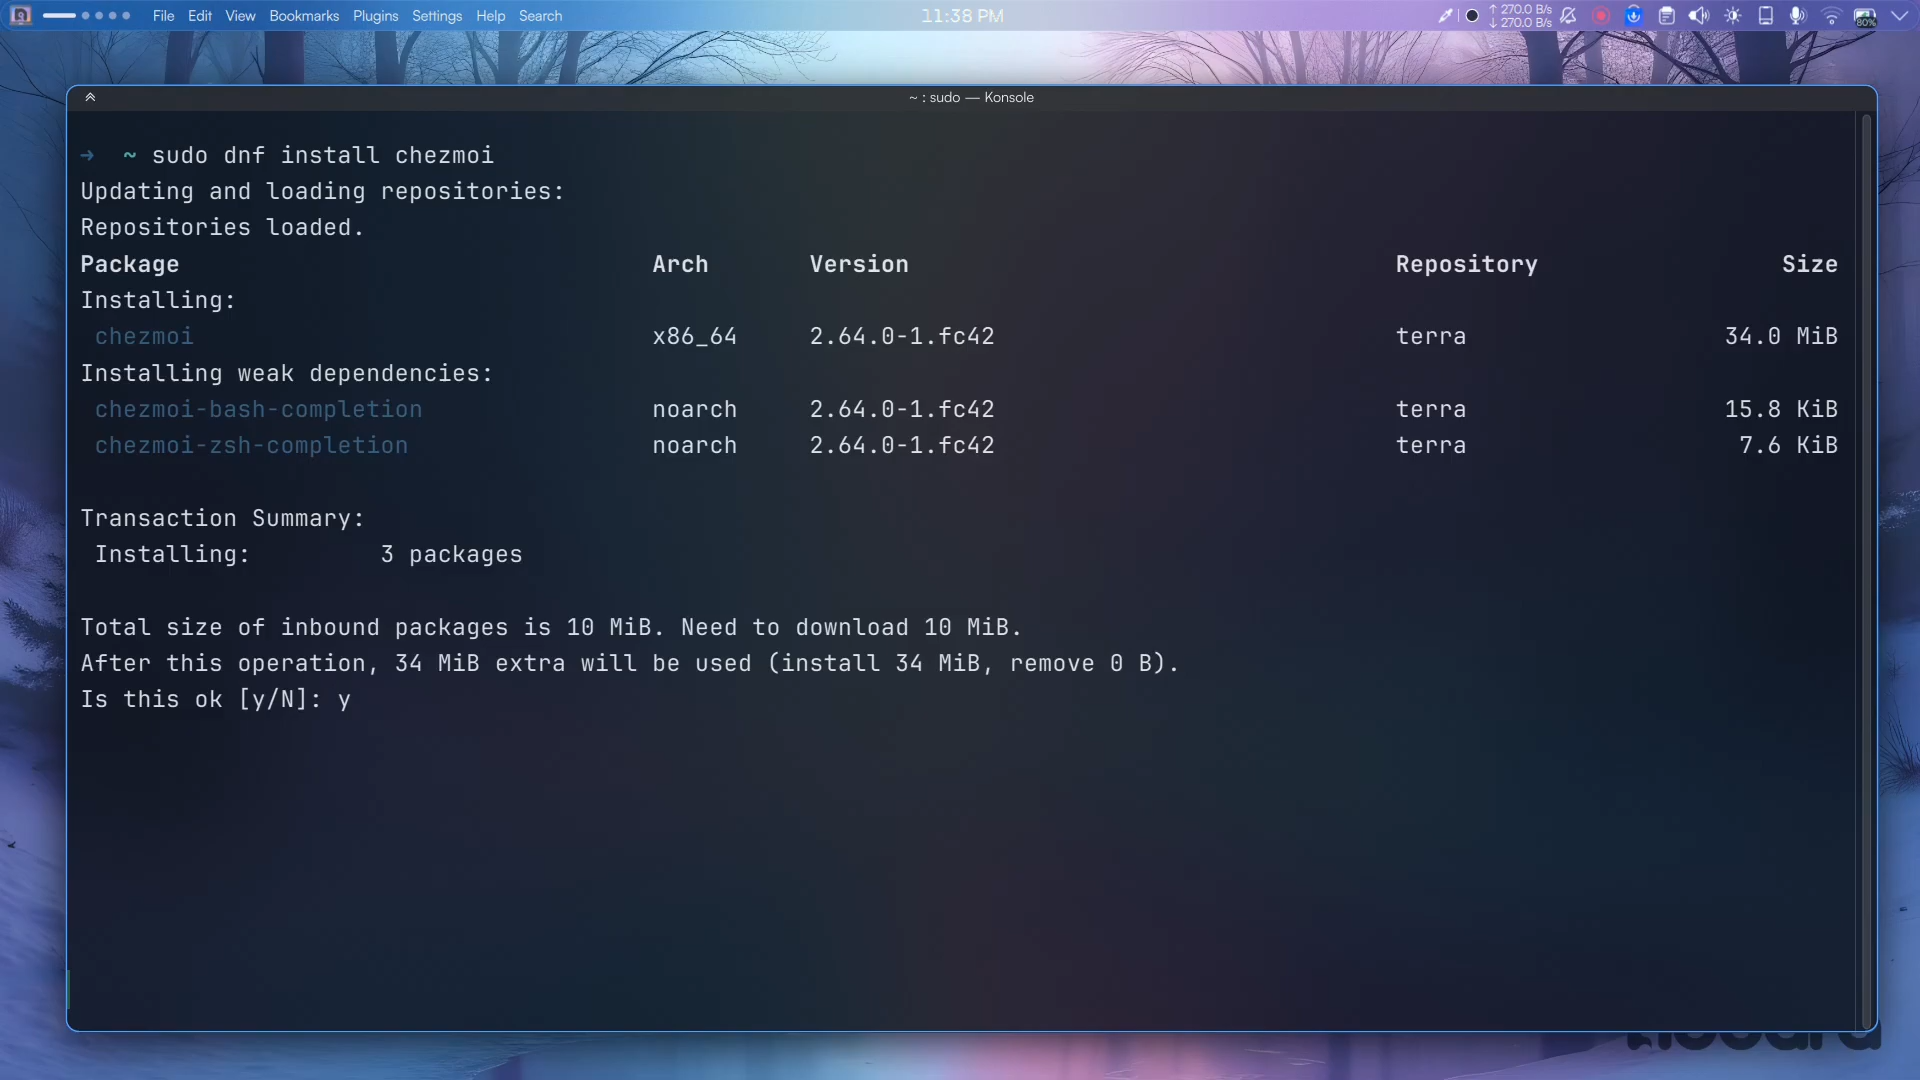 File Edit View Bookmarks Plugins Settings Help Search
11:38 PM
↑ 270.0 B/s
↓ 270.0 B/s
80%
~ : sudo — Konsole
→ ~ sudo dnf install chezmoi
Updating and loading repositories:
Repositories loaded.
Package Arch Version Repository Size
Installing:
chezmoi x86_64 2.64.0-1.fc42 terra 34.0 MiB
Installing weak dependencies:
chezmoi-bash-completion noarch 2.64.0-1.fc42 terra 15.8 KiB
chezmoi-zsh-completion noarch 2.64.0-1.fc42 terra 7.6 KiB
Transaction Summary:
Installing: 3 packages
Total size of inbound packages is 10 MiB. Need to download 10 MiB.
After this operation, 34 MiB extra will be used (install 34 MiB, remove 0 B).
Is this ok [y/N]: y